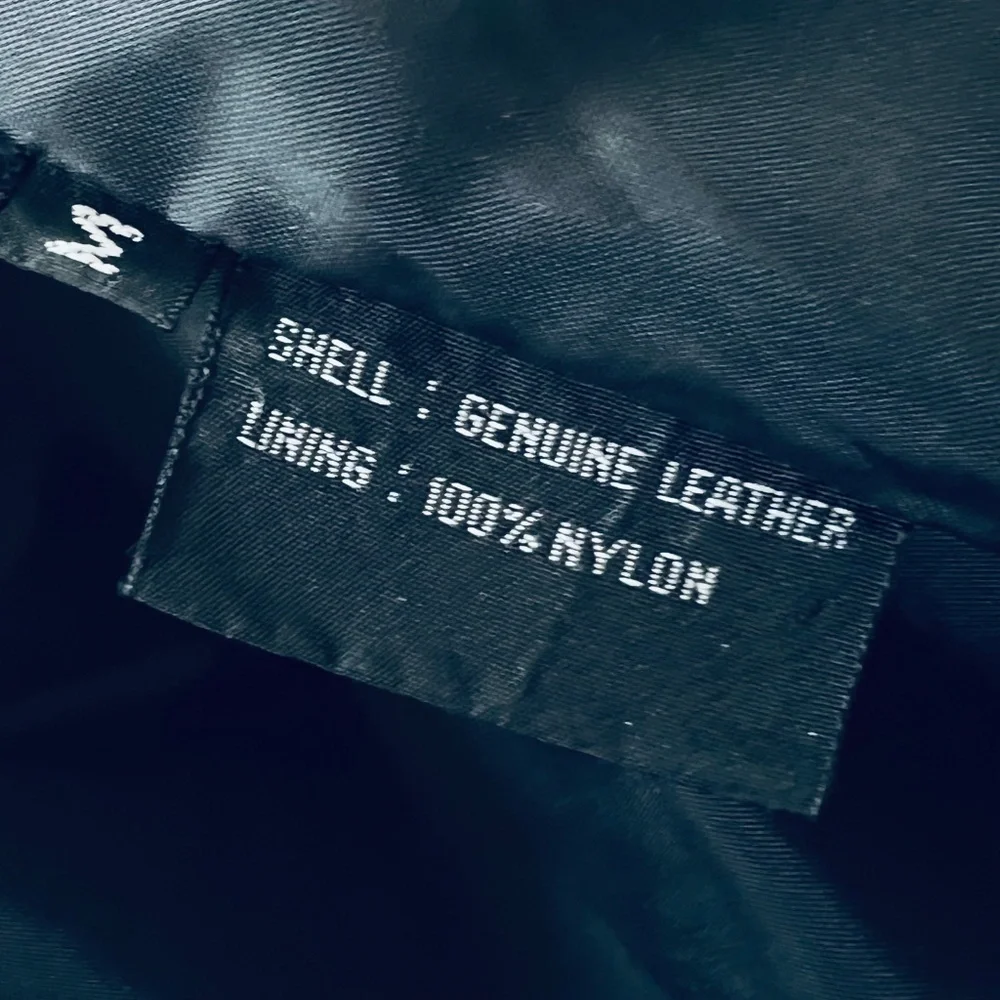 M
SHELL : GENUINE LEATHER
LINING : 100% NYLON